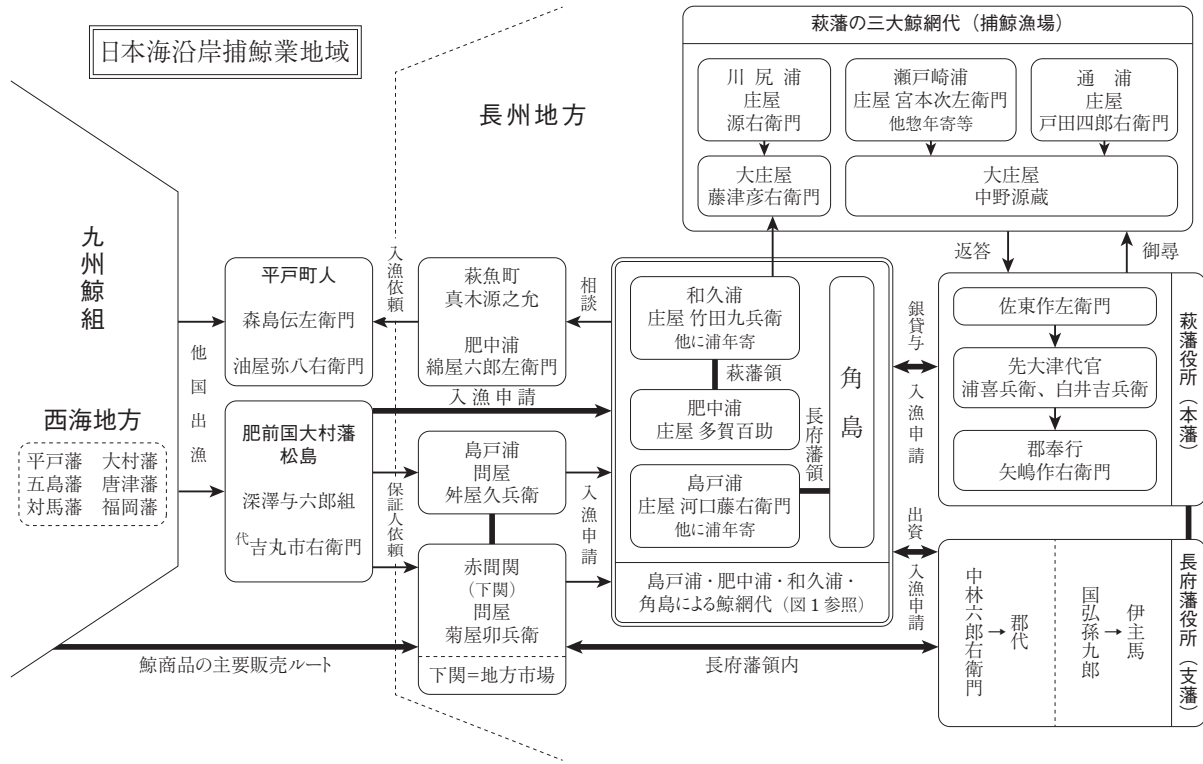 日本海沿岸捕鯨業地域
長州地方
九州鯨組
西海地方
平戸藩 大村藩
五島藩 唐津藩
対馬藩 福岡藩
他国出漁
平戸町人
森島伝左衛門
油屋弥八右衛門
肥前国大村藩
松島
深澤与六郎組
代吉丸市右衛門
入漁依頼
萩魚町
真木源之允
肥中浦
綿屋六郎左衛門
相談
入漁申請
保証人依頼
島戸浦
問屋
舛屋久兵衛
赤間関
(下関)
問屋
菊屋卯兵衛
下関=地方市場
入漁申請
鯨商品の主要販売ルート
長府藩領内
和久浦
庄屋 竹田九兵衛
他に浦年寄
萩藩領
肥中浦
庄屋 多賀百助
島戸浦
庄屋 河口藤右衛門
他に浦年寄
長府藩領
角島
島戸浦・肥中浦・和久浦・
角島による鯨網代(図1参照)
萩藩の三大鯨網代(捕鯨漁場)
川尻浦
庄屋
源右衛門
瀬戸崎浦
庄屋 宮本次左衛門
他惣年寄等
通浦
庄屋
戸田四郎右衛門
大庄屋
藤津彦右衛門
大庄屋
中野源蔵
返答
御尋
銀貸与
入漁申請
佐東作左衛門
先大津代官
浦喜兵衛、白井吉兵衛
郡奉行
矢嶋作右衛門
萩藩役所(本藩)
出資
入漁申請
中林六郎右衛門→郡代
国弘孫九郎→伊主馬
長府藩役所(支藩)